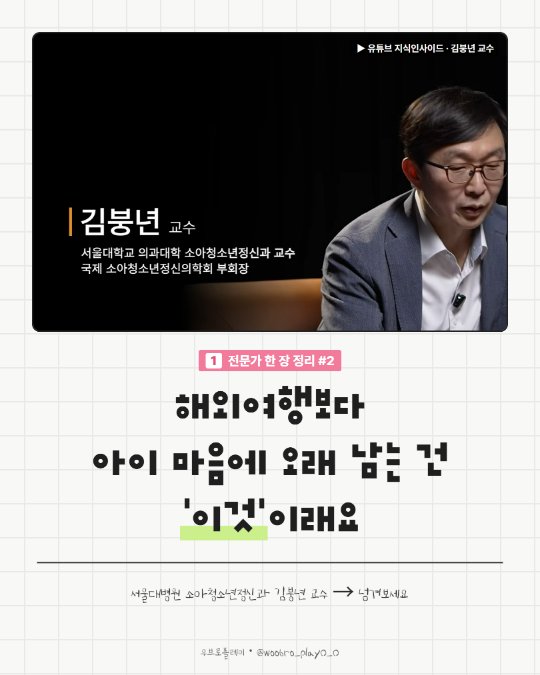 ▶ 유튜브 지식인사이드 · 김붕년 교수
김붕년 교수
서울대학교 의과대학 소아청소년정신과 교수
국제 소아청소년정신의학회 부회장
1 전문가 한 장 정리 #2
해외여행보다
아이 마음에 오래 남는 건
'이것'이래요
서울대병원 소아청소년정신과 김붕년 교수 → 넘겨보세요
우브로플레이 • @woobro_play0_0